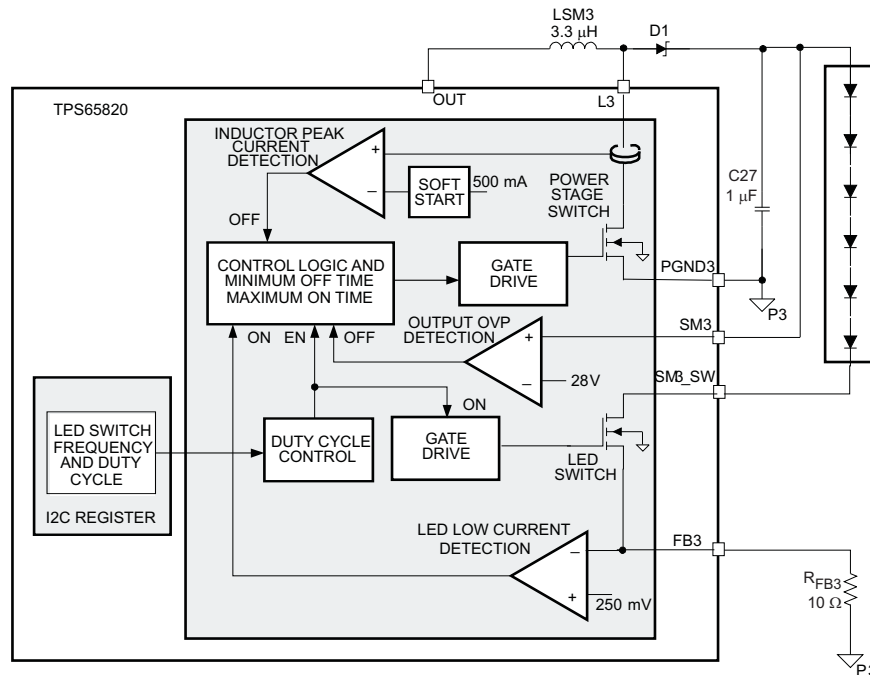 LSM3
3.3 μH
D1
OUT
L3
TPS65820
INDUCTOR PEAK
CURRENT
DETECTION
+
–
SOFT
START
500 mA
POWER
STAGE
SWITCH
C27
1 μF
OFF
CONTROL LOGIC AND
MINIMUM OFF TIME
MAXIMUM ON TIME
GATE
DRIVE
PGND3
P3
ON
EN
OFF
OUTPUT OVP
DETECTION
+
–
28V
SM3
SM3_SW
LED SWITCH
FREQUENCY
AND DUTY
CYCLE
I2C REGISTER
DUTY CYCLE
CONTROL
ON
GATE
DRIVE
LED
SWITCH
LED LOW CURRENT
DETECTION
–
+
250 mV
FB3
RFB3
10 Ω
P3